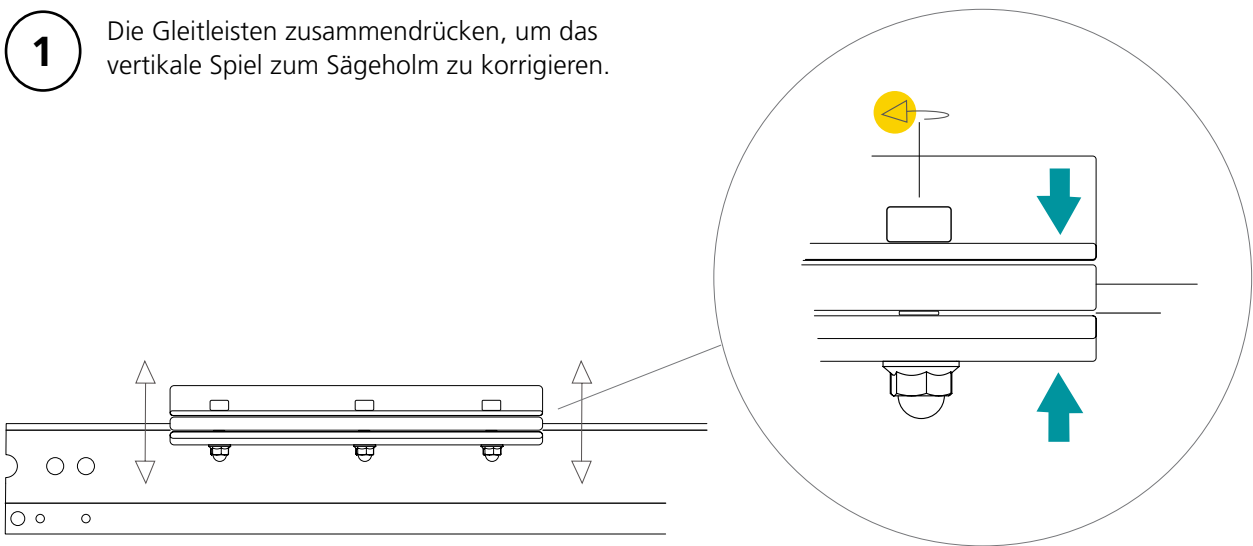 1
Die Gleitleisten zusammendrücken, um das
vertikale Spiel zum Sägeholm zu korrigieren.